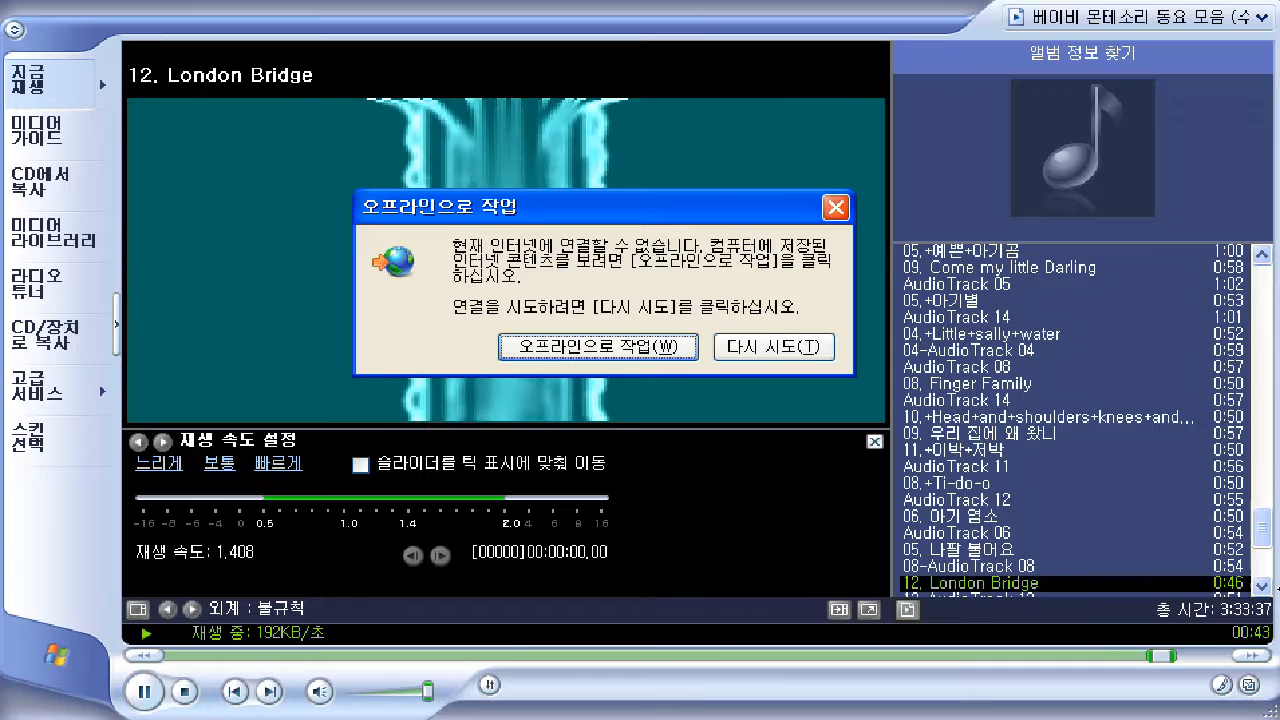 베이비 몬테소리 동요 모음 (수
지금
재생
미디어
가이드
CD에서
복사
미디어
라이브러리
라디오
튜너
CD/장치
로 복사
고급
서비스
스킨
선택
12. London Bridge
오프라인으로 작업
현재 인터넷에 연결할 수 없습니다. 컴퓨터에 저장된
인터넷 콘텐츠를 보려면 [오프라인으로 작업]을 클릭
하십시오.
연결을 시도하려면 [다시 시도]를 클릭하십시오.
오프라인으로 작업(W) 다시 시도(T)
재생 속도 설정
느리게 보통 빠르게 슬라이더를 틱 표시에 맞춰 이동
-16 -8 -6 -4 0 0.5 1.0 1.4 2.0 4 6 8 16
재생 속도: 1.408 [00000]00:00:00.00
외계 : 불규칙
재생 중: 192KB/초
앨범 정보 찾기
05.+예쁜+아기곰 1:00
09. Come my little Darling 0:58
AudioTrack 05 1:02
05.+아기별 0:53
AudioTrack 14 1:01
04.+Little+sally+water 0:52
04-AudioTrack 04 0:59
AudioTrack 08 0:57
08. Finger Family 0:50
AudioTrack 14 0:57
10.+Head+and+shoulders+knees+and... 0:50
09. 우리 집에 왜 왔니 0:57
11.+이박+저박 0:50
AudioTrack 11 0:56
08.+Ti-do-o 0:50
AudioTrack 12 0:55
06. 아기 염소 0:50
AudioTrack 06 0:54
05. 나팔 불어요 0:52
08-AudioTrack 08 0:54
12. London Bridge 0:46
총 시간: 3:33:37
00:43